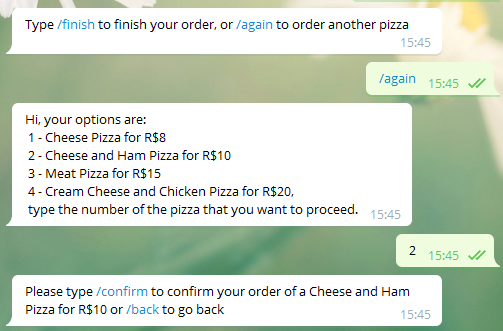 Type /finish to finish your order, or /again to order another pizza
15:45
/again 15:45
Hi, your options are:
1 - Cheese Pizza for R$8
2 - Cheese and Ham Pizza for R$10
3 - Meat Pizza for R$15
4 - Cream Cheese and Chicken Pizza for R$20,
type the number of the pizza that you want to proceed. 15:45
2 15:45
Please type /confirm to confirm your order of a Cheese and Ham
Pizza for R$10 or /back to go back 15:45